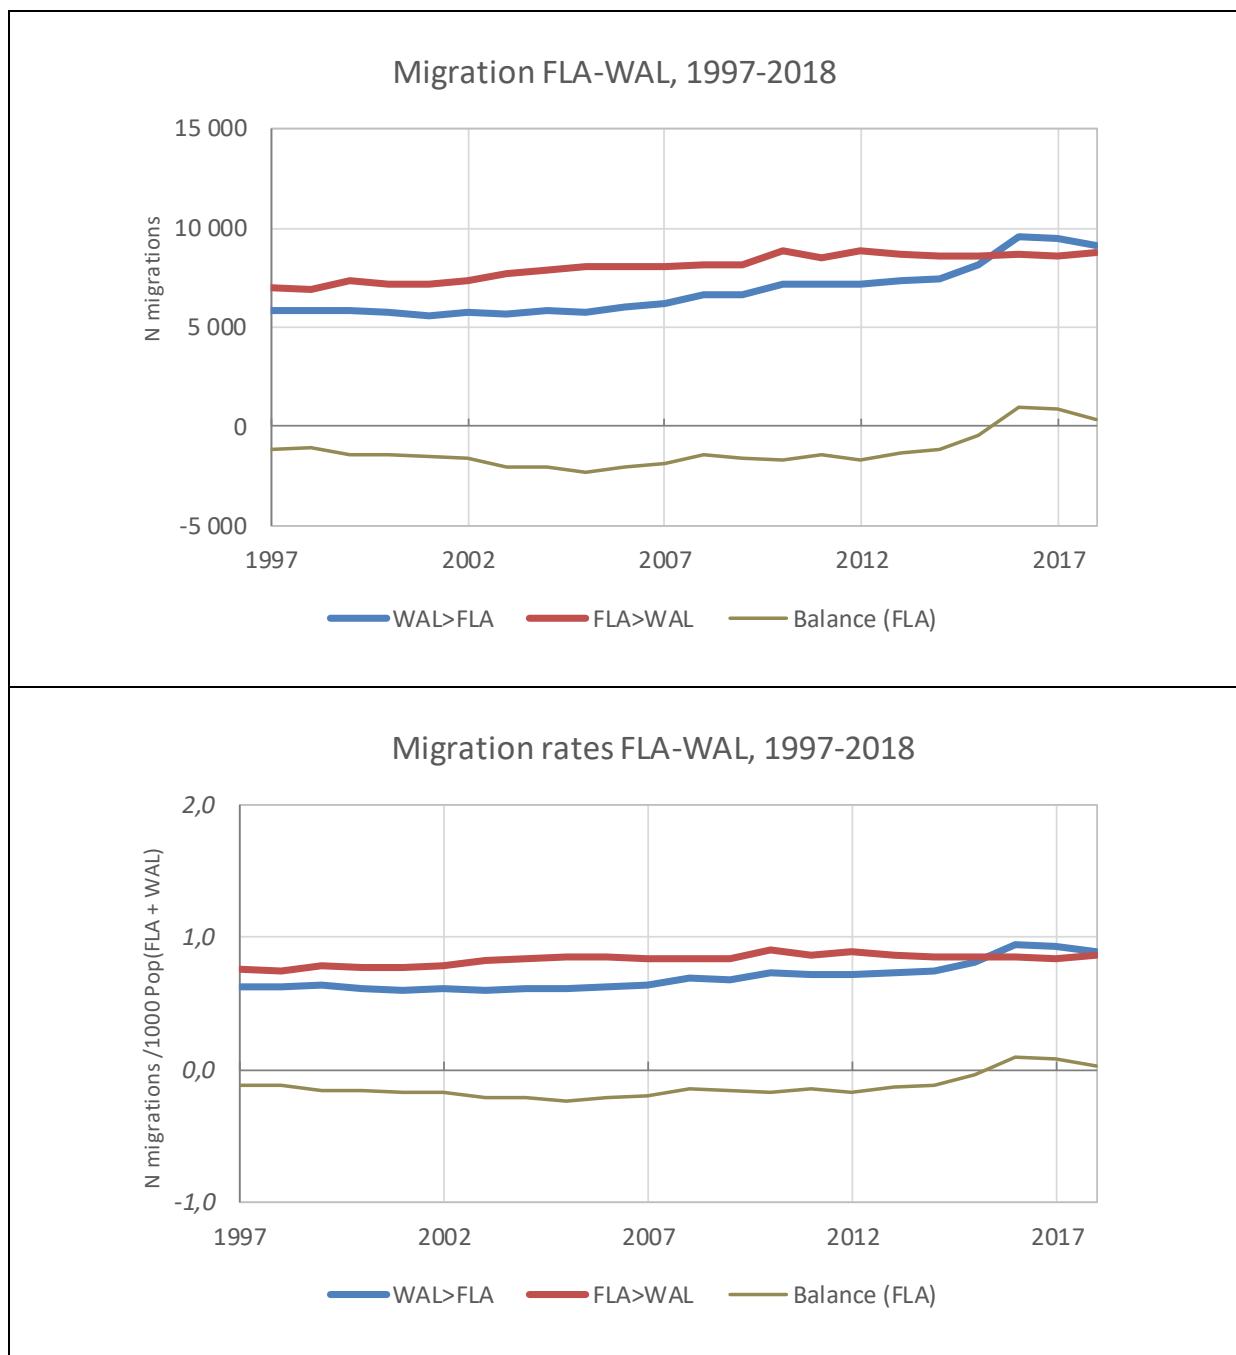 Migration FLA-WAL, 1997-2018
N migrations
15 000
10 000
5 000
0
-5 000
1997 2002 2007 2012 2017
WAL>FLA FLA>WAL Balance (FLA)
Migration rates FLA-WAL, 1997-2018
N migrations /1000 Pop(FLA + WAL)
2,0
1,0
0,0
-1,0
1997 2002 2007 2012 2017
WAL>FLA FLA>WAL Balance (FLA)